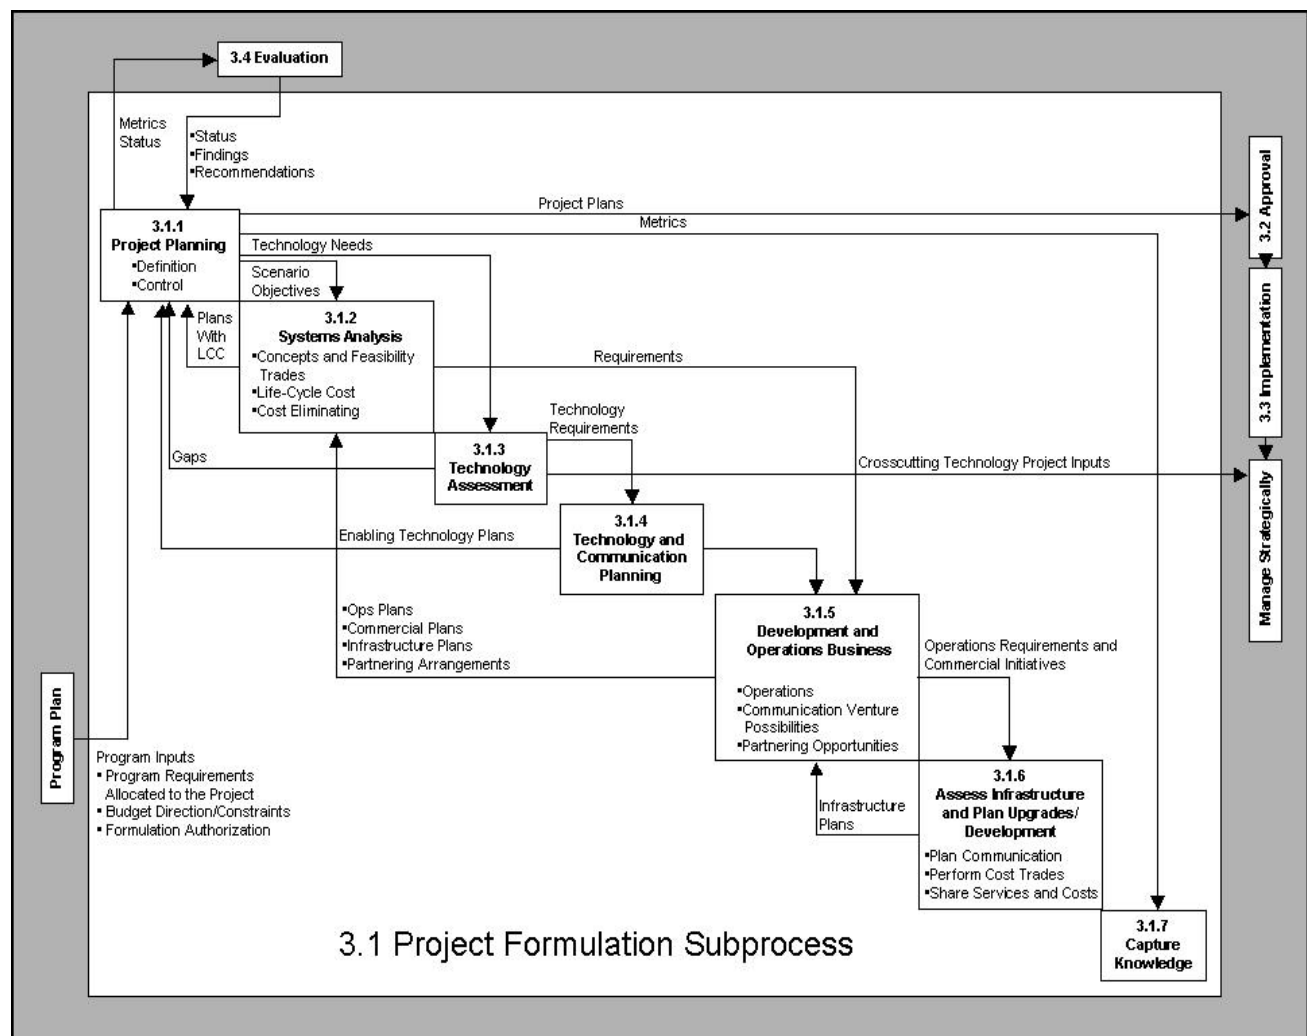 3.4 Evaluation
Metrics
Status
▪Status
▪Findings
▪Recommendations
Project Plans
Metrics
3.2 Approval
3.1.1
Project Planning
▪Definition
▪Control
Technology Needs
Scenario
Objectives
Plans
With
LCC
3.1.2
Systems Analysis
▪Concepts and Feasibility
Trades
▪Life-Cycle Cost
▪Cost Eliminating
Requirements
3.3 Implementation
Technology
Requirements
Gaps
3.1.3
Technology
Assessment
Crosscutting Technology Project Inputs
Manage Strategically
Enabling Technology Plans
3.1.4
Technology and
Communication
Planning
▪Ops Plans
▪Commercial Plans
▪Infrastructure Plans
▪Partnering Arrangements
3.1.5
Development and
Operations Business
▪Operations
▪Communication Venture
Possibilities
▪Partnering Opportunities
Operations Requirements and
Commercial Initiatives
Program Plan
Program Inputs
▪ Program Requirements
Allocated to the Project
▪ Budget Direction/Constraints
▪ Formulation Authorization
Infrastructure
Plans
3.1.6
Assess Infrastructure
and Plan Upgrades/
Development
▪Plan Communication
▪Perform Cost Trades
▪Share Services and Costs
3.1.7
Capture
Knowledge
3.1 Project Formulation Subprocess